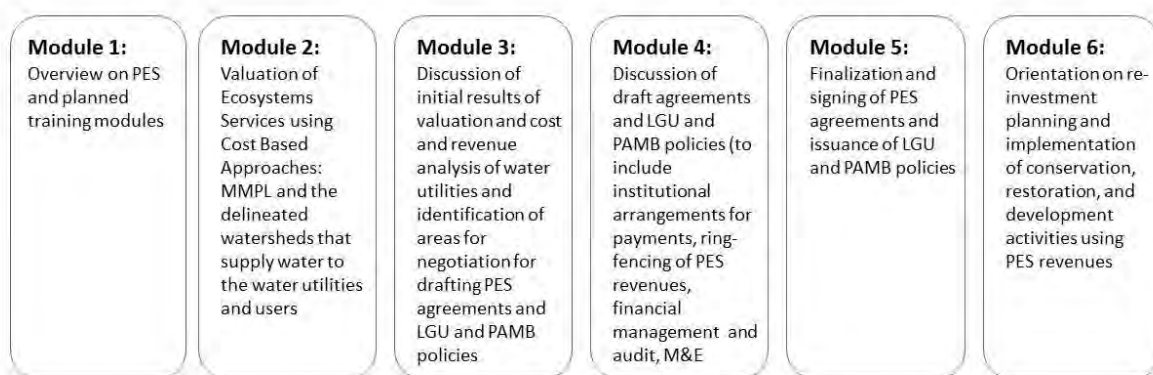 Module 1:
Overview on PES
and planned
training modules
Module 2:
Valuation of
Ecosystems
Services using
Cost Based
Approaches:
MMPL and the
delineated
watersheds that
supply water to
the water utilities
and users
Module 3:
Discussion of
initial results of
valuation and cost
and revenue
analysis of water
utilities and
identification of
areas for
negotiation for
drafting PES
agreements and
LGU and PAMB
policies
Module 4:
Discussion of
draft agreements
and LGU and
PAMB policies (to
include
institutional
arrangements for
payments, ring-
fencing of PES
revenues,
financial
management and
audit, M&E
Module 5:
Finalization and
signing of PES
agreements and
issuance of LGU
and PAMB policies
Module 6:
Orientation on re-
investment
planning and
implementation
of conservation,
restoration, and
development
activities using
PES revenues